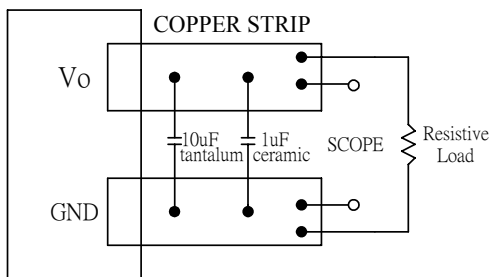 COPPER STRIP
Vo
10uF 1uF
tantalum ceramic
SCOPE
Resistive
Load
GND